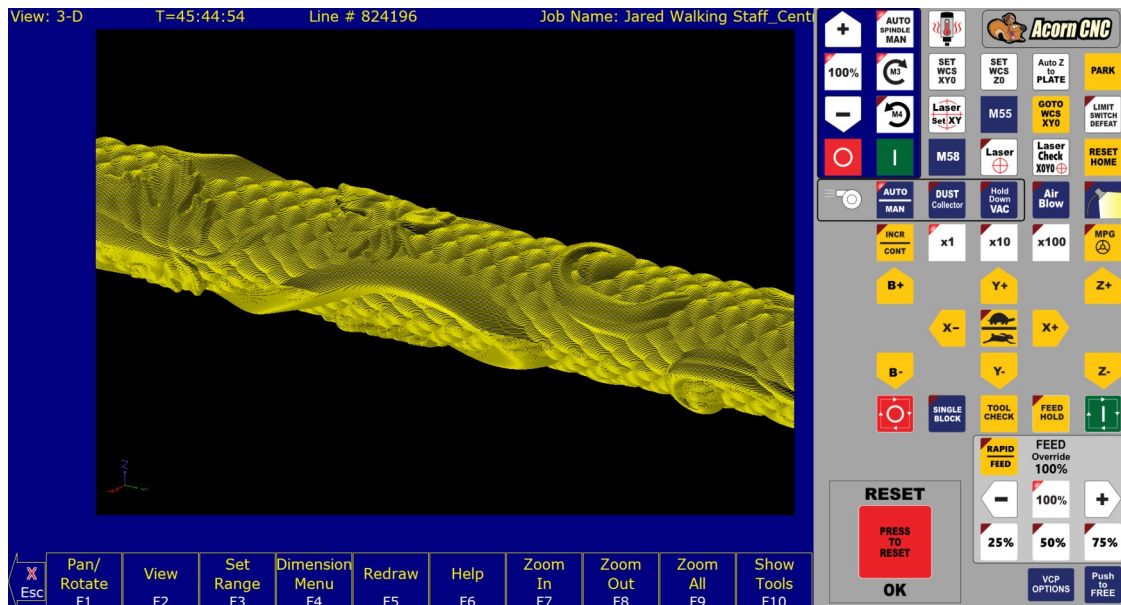 View: 3-D T=45:44:54 Line # 824196 Job Name: Jared Walking Staff_Cent
+
AUTO
SPINDLE
MAN
Acorn CNC
100%
M3
SET
WCS
XY0
SET
WCS
Z0
Auto Z
to
PLATE
PARK
−
M4
Laser
Set XY
M55
GOTO
WCS
XY0
LIMIT
SWITCH
DEFEAT
M58
Laser
Laser
Check
X0Y0
RESET
HOME
AUTO
MAN
DUST
Collector
Hold
Down
VAC
Air
Blow
INCR
CONT
x1
x10
x100
MPG
B+
Y+
Z+
X−
X+
B-
Y-
Z-
SINGLE
BLOCK
TOOL
CHECK
FEED
HOLD
RAPID
FEED
FEED
Override
100%
−
100%
+
25%
50%
75%
RESET
PRESS
TO
RESET
OK
VCP
OPTIONS
Push
to
FREE
Z
X
Esc
Pan/
Rotate
F1
View
F2
Set
Range
F3
Dimension
Menu
F4
Redraw
F5
Help
F6
Zoom
In
F7
Zoom
Out
F8
Zoom
All
F9
Show
Tools
F10